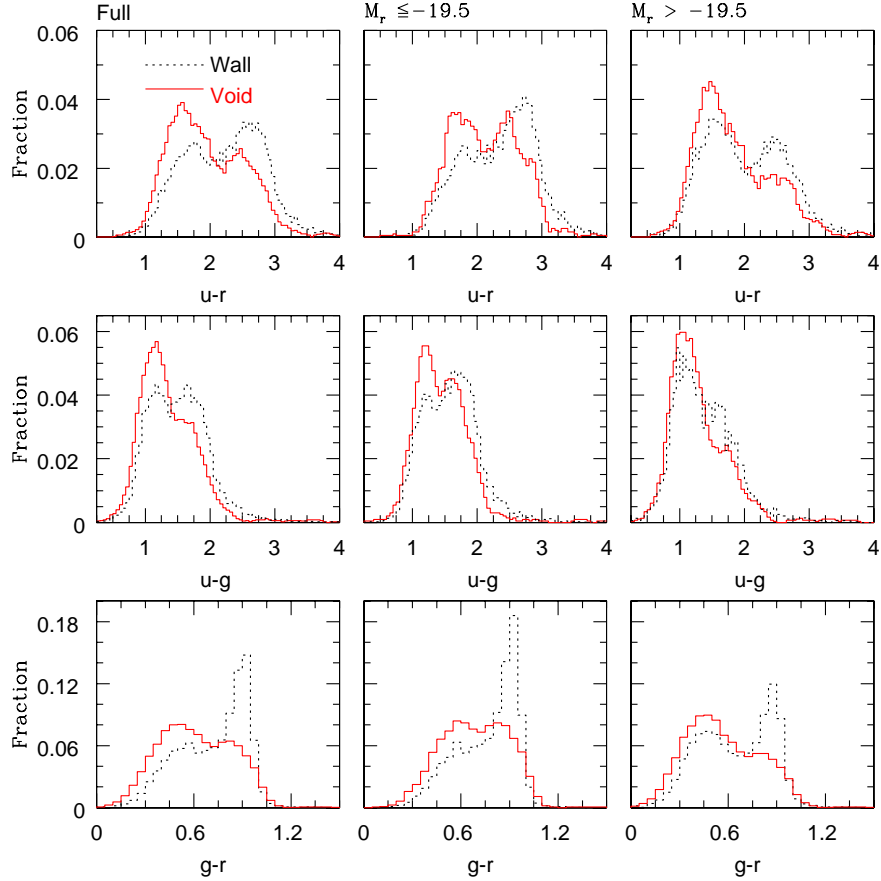 Full
M_r ≦−19.5
M_r > −19.5
0.06
0.04
0.02
0
Fraction
Wall
Void
1 2 3 4
1 2 3 4
1 2 3 4
u-r
u-r
u-r
0.06
0.04
0.02
0
Fraction
1 2 3 4
1 2 3 4
1 2 3 4
u-g
u-g
u-g
0.18
0.12
0.06
0
Fraction
0 0.6 1.2
0 0.6 1.2
0 0.6 1.2
g-r
g-r
g-r